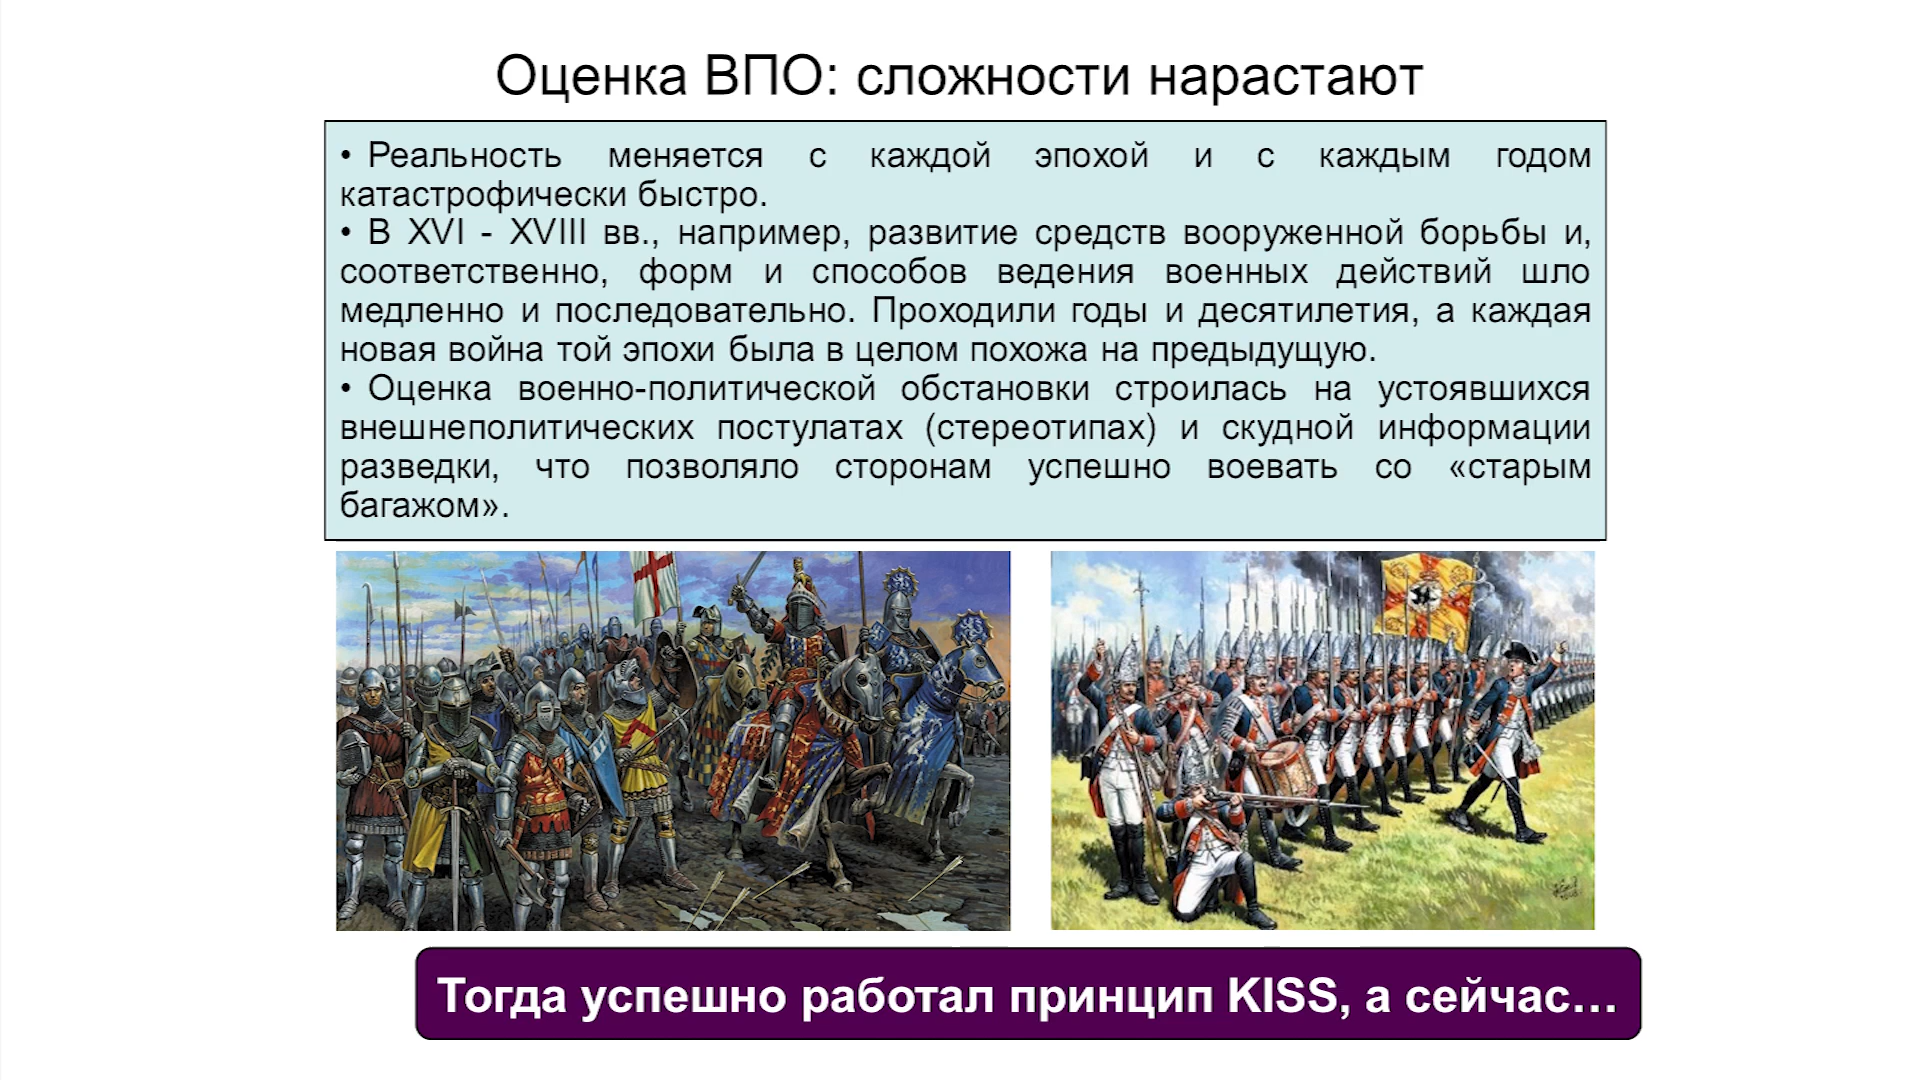 Оценка ВПО: сложности нарастают
• Реальность меняется с каждой эпохой и с каждым годом
катастрофически быстро.
• В XVI - XVIII вв., например, развитие средств вооруженной борьбы и,
соответственно, форм и способов ведения военных действий шло
медленно и последовательно. Проходили годы и десятилетия, а каждая
новая война той эпохи была в целом похожа на предыдущую.
• Оценка военно-политической обстановки строилась на устоявшихся
внешнеполитических постулатах (стереотипах) и скудной информации
разведки, что позволяло сторонам успешно воевать со «старым
багажом».
Тогда успешно работал принцип KISS, а сейчас…